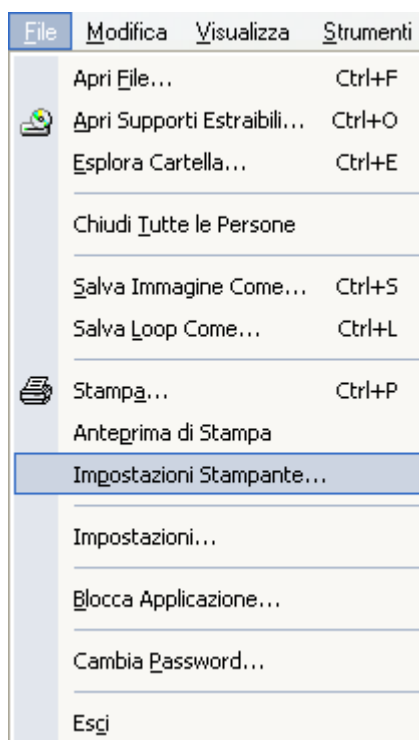 File Modifica Visualizza Strumenti
Apri File... Ctrl+F
Apri Supporti Estraibili... Ctrl+O
Esplora Cartella... Ctrl+E
Chiudi Tutte le Persone
Salva Immagine Come... Ctrl+S
Salva Loop Come... Ctrl+L
Stampa... Ctrl+P
Anteprima di Stampa
Impostazioni Stampante...
Impostazioni...
Blocca Applicazione...
Cambia Password...
Esci